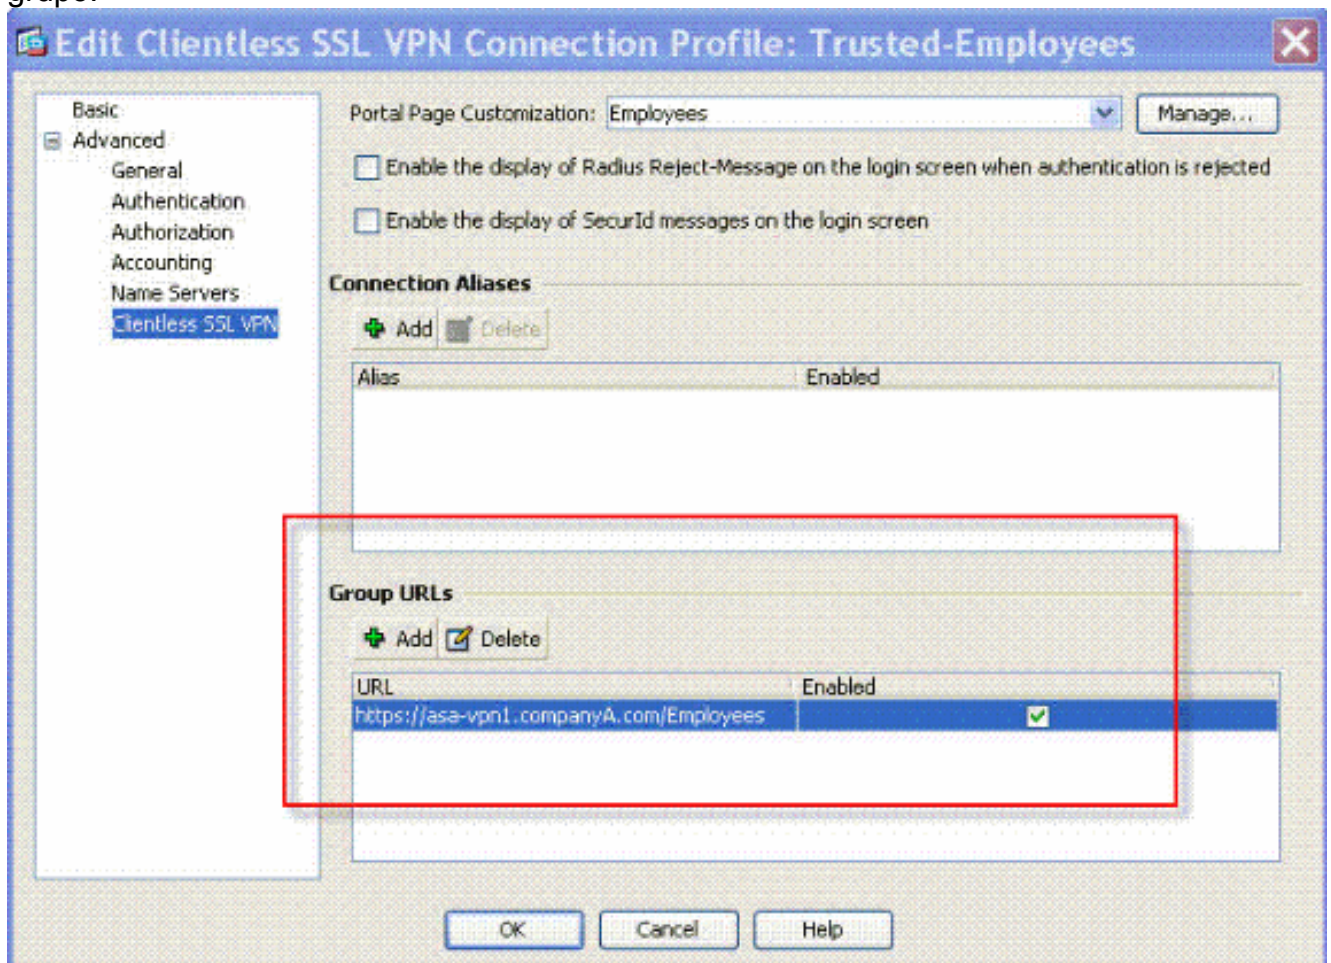 grupo.
Edit Clientless SSL VPN Connection Profile: Trusted-Employees
Basic
Advanced
General
Authentication
Authorization
Accounting
Name Servers
Clientless SSL VPN
Portal Page Customization: Employees Manage...
Enable the display of Radius Reject-Message on the login screen when authentication is rejected
Enable the display of SecurId messages on the login screen
Connection Aliases
Add Delete
Alias Enabled
Group URLs
Add Delete
URL Enabled
https://asa-vpn1.companyA.com/Employees
OK Cancel Help